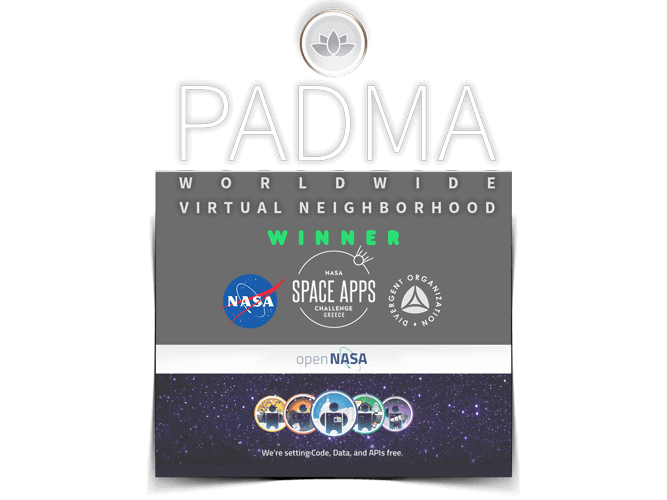 PADMA
WORLDWIDE
VIRTUAL NEIGHBORHOOD
WINNER
NASA
NASA
SPACE APPS
CHALLENGE
GREECE
DIVERGENT ORGANIZATION
openNASA
We're setting Code, Data, and APIs free.